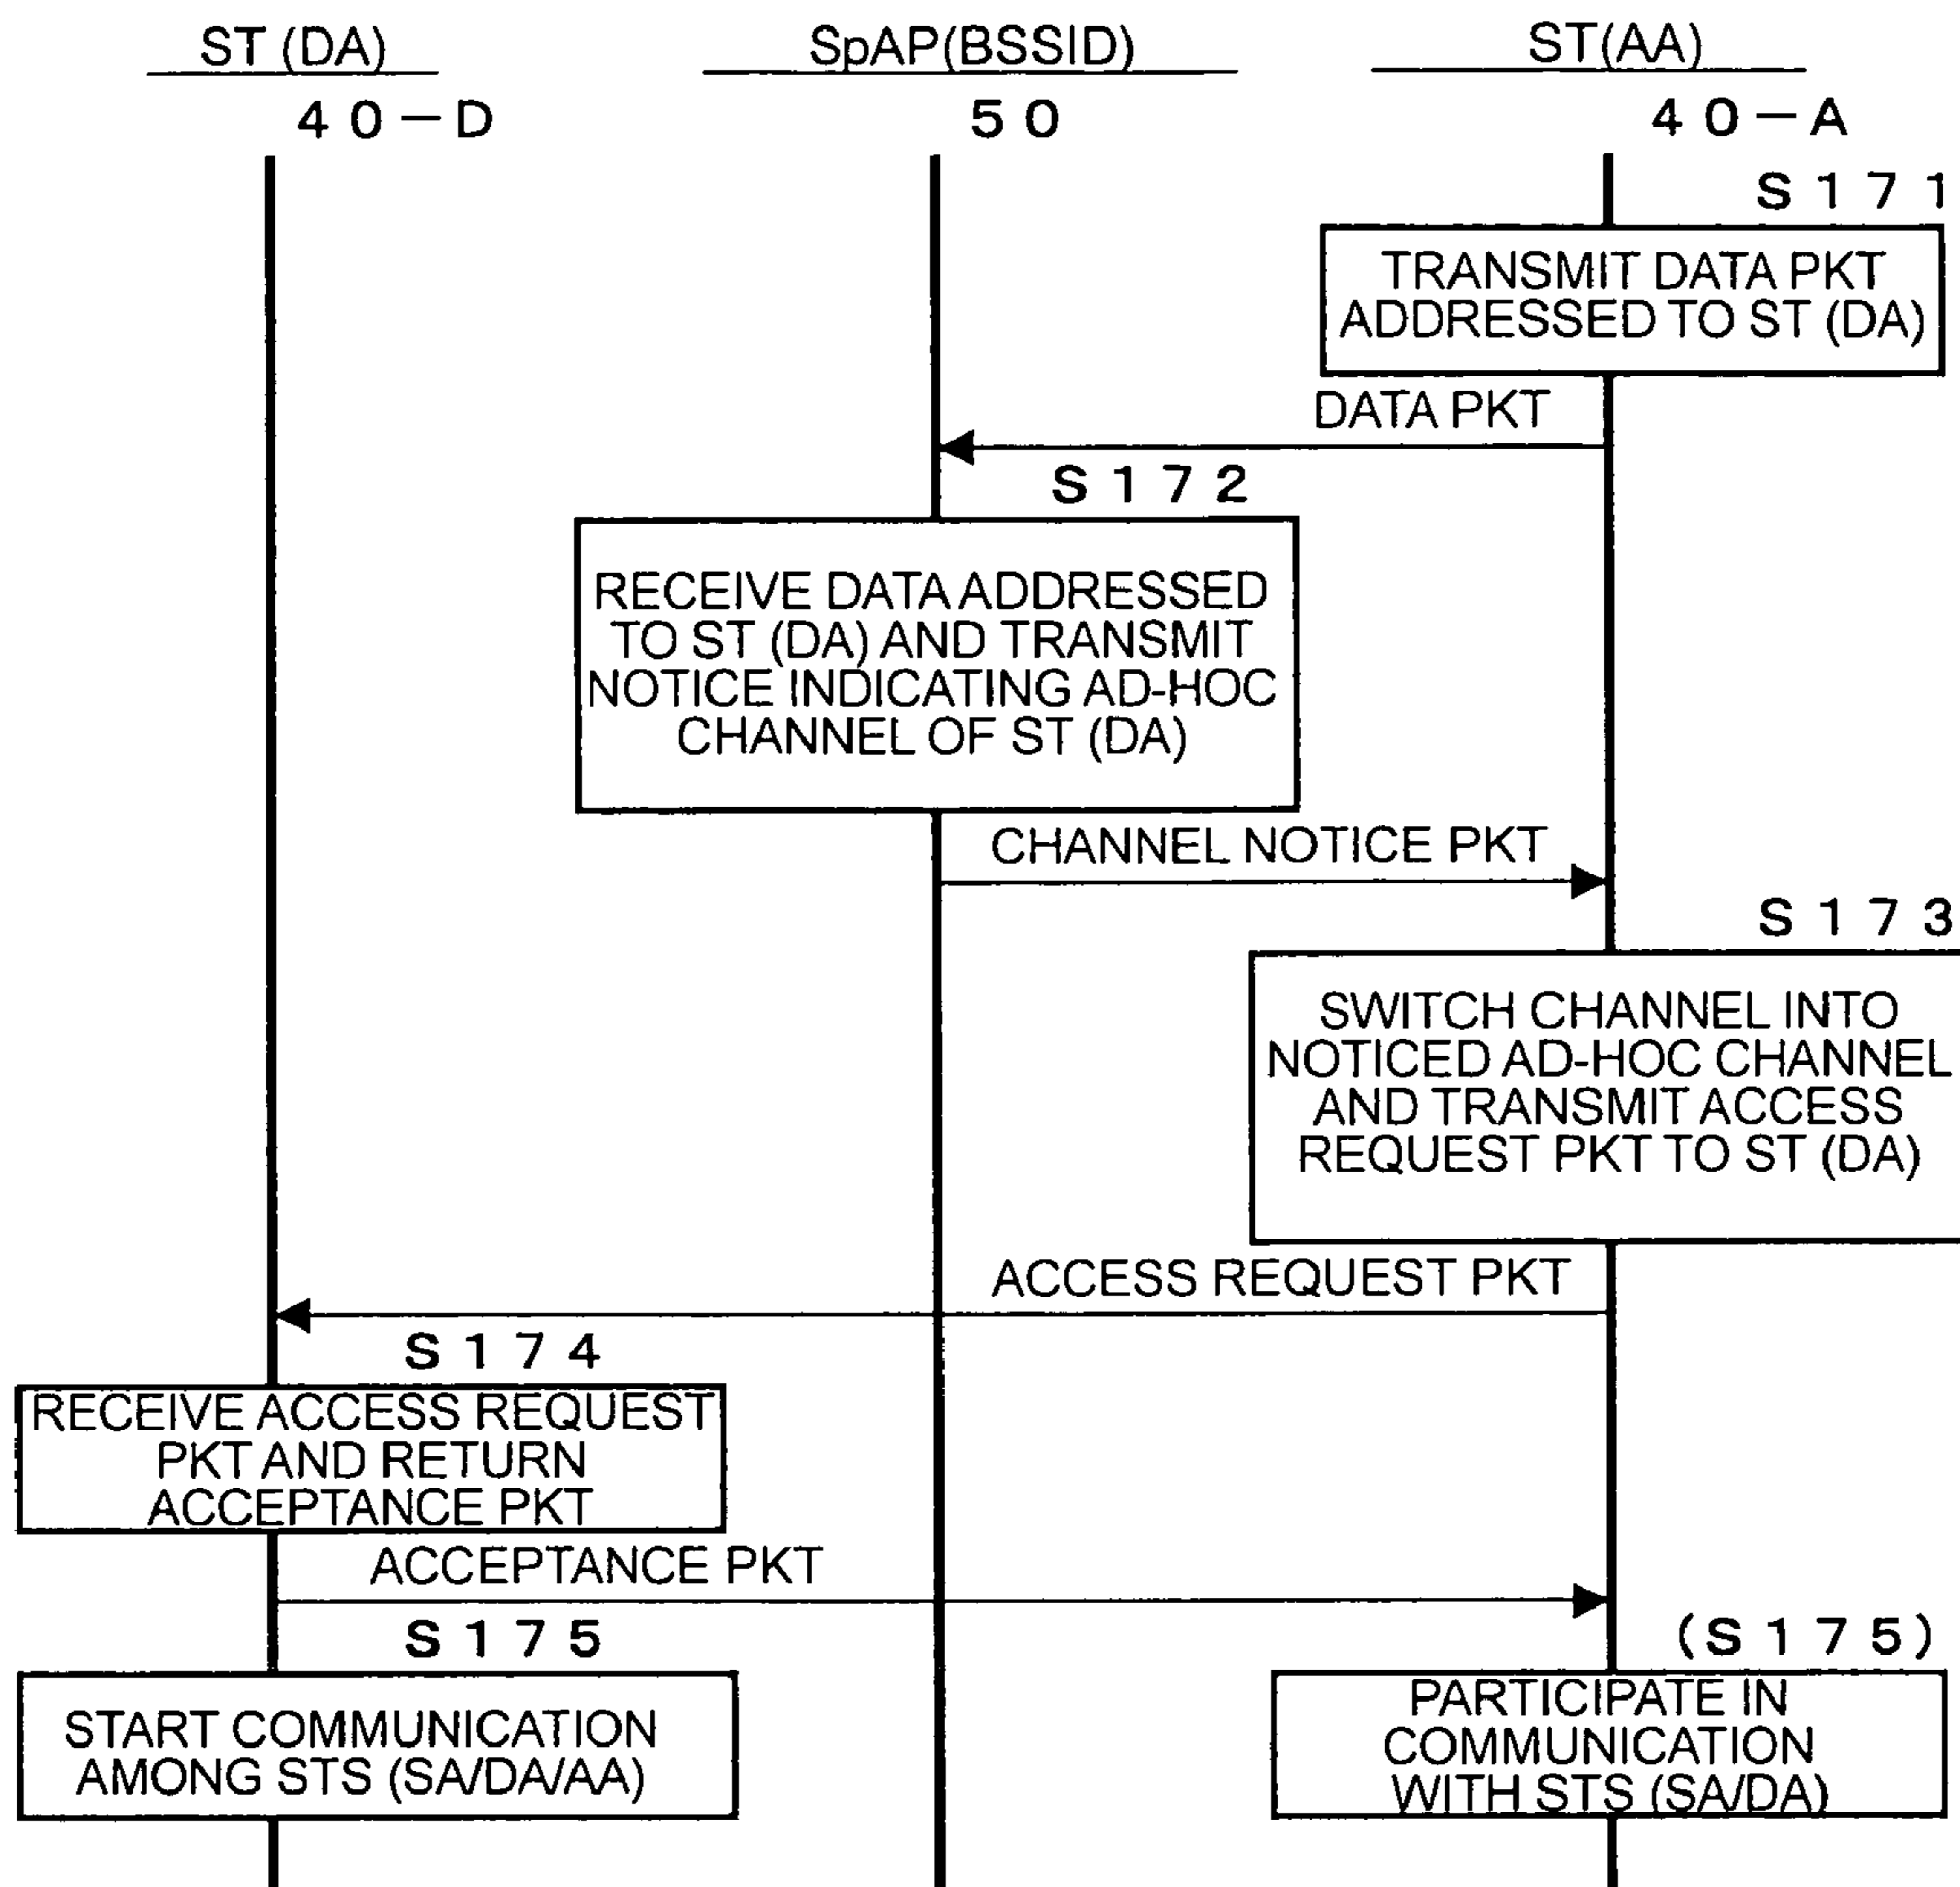 ST (DA)
SpAP(BSSID)
ST(AA)
40-D
50
40-A
S171
TRANSMIT DATA PKT
ADDRESSED TO ST (DA)
DATA PKT
S172
RECEIVE DATA ADDRESSED
TO ST (DA) AND TRANSMIT
NOTICE INDICATING AD-HOC
CHANNEL OF ST (DA)
CHANNEL NOTICE PKT
S173
SWITCH CHANNEL INTO
NOTICED AD-HOC CHANNEL
AND TRANSMIT ACCESS
REQUEST PKT TO ST (DA)
ACCESS REQUEST PKT
S174
RECEIVE ACCESS REQUEST
PKT AND RETURN
ACCEPTANCE PKT
ACCEPTANCE PKT
S175
START COMMUNICATION
AMONG STS (SA/DA/AA)
(S175)
PARTICIPATE IN
COMMUNICATION
WITH STS (SA/DA)